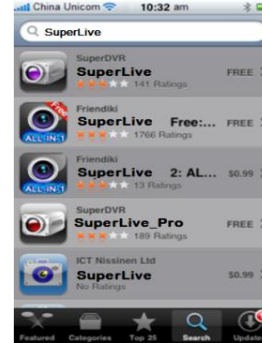 China Unicom 10:32 am
SuperLive
SuperDVR
SuperLive FREE
141 Ratings
Friendiki
Free
SuperLive Free:... FREE
ALL-IN-1 1766 Ratings
Friendiki
SuperLive 2: AL... $0.99
ALL-IN-1 13 Ratings
SuperDVR
SuperLive_Pro FREE
189 Ratings
ICT Nissinen Ltd
SuperLive $0.99
No Ratings
Featured Categories Top 25 Search Update